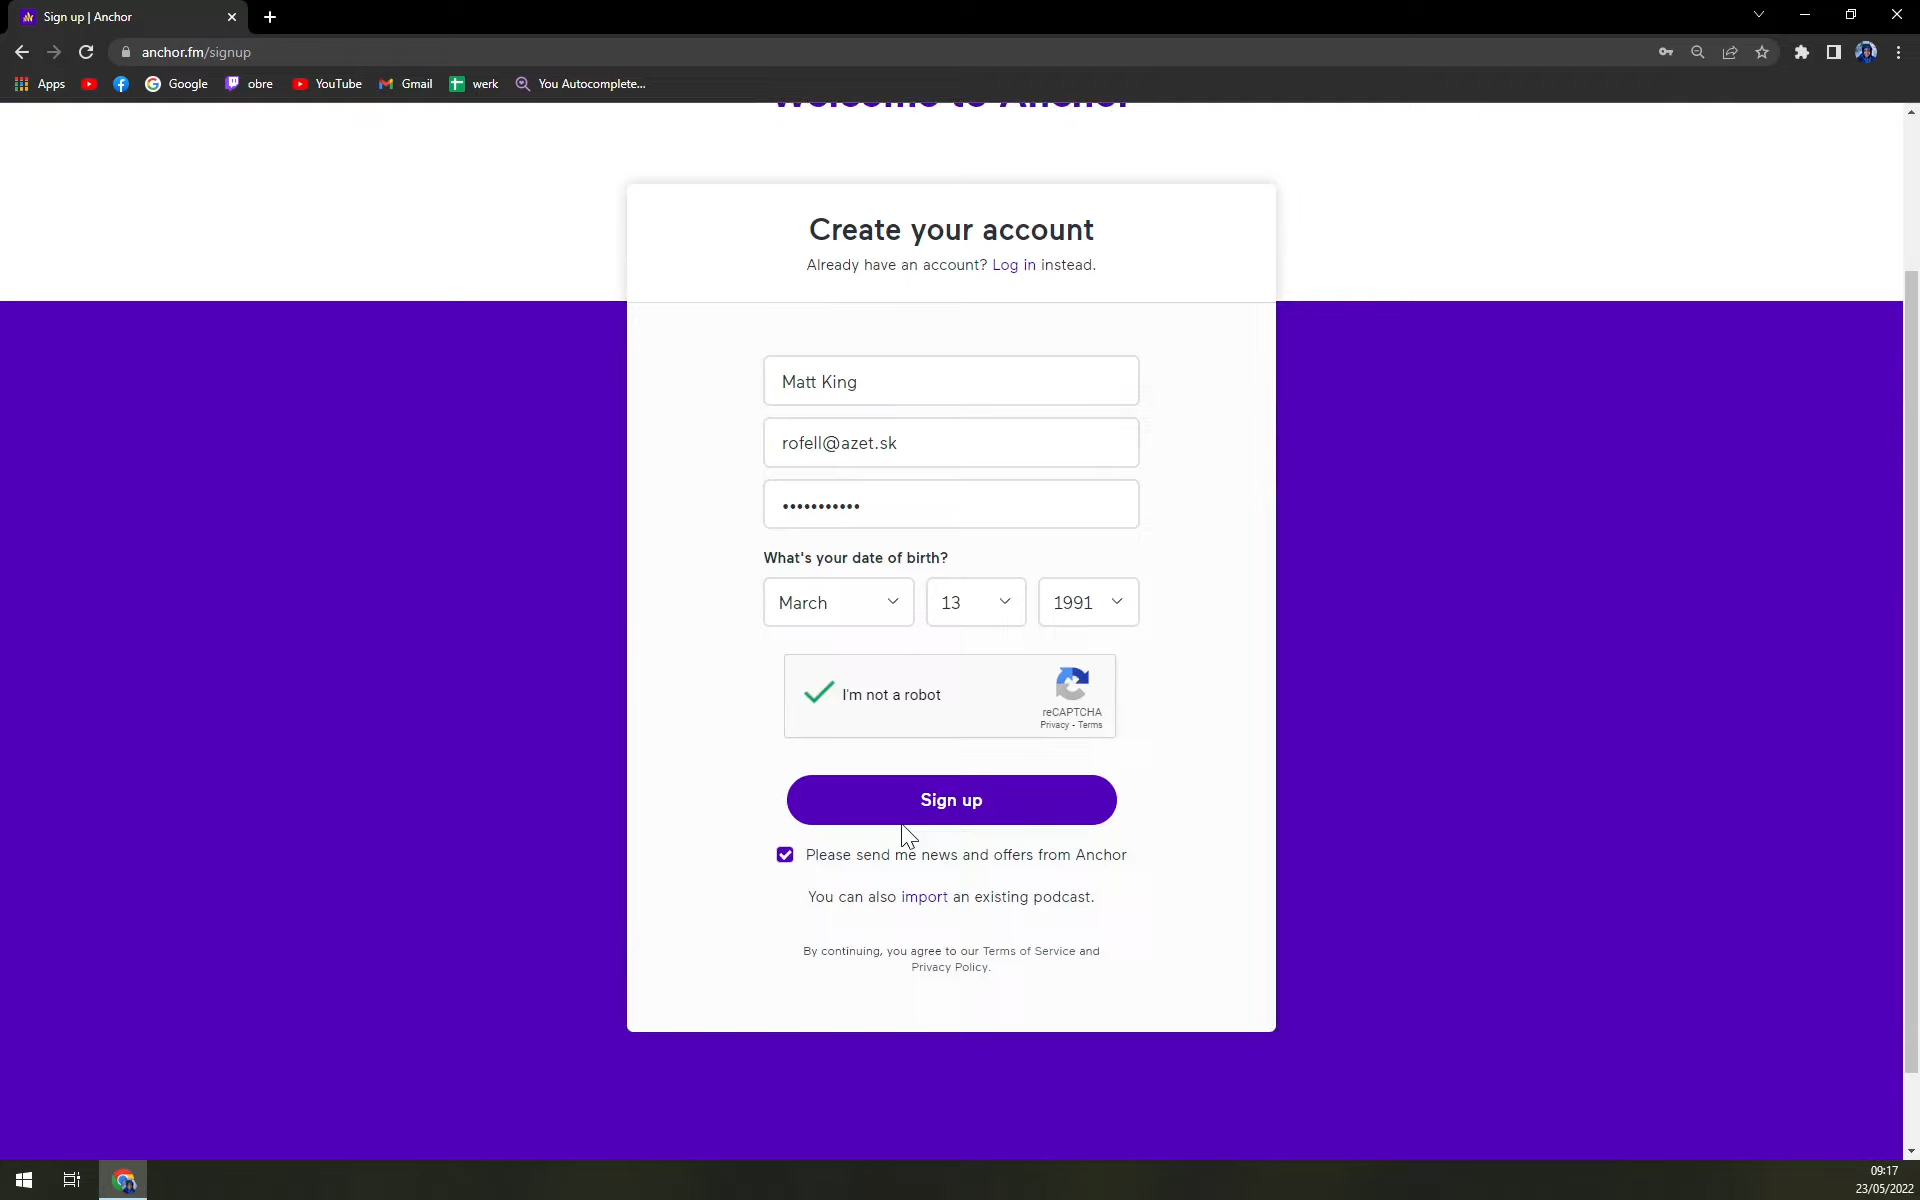 Sign up | Anchor
anchor.fm/signup
Apps
Google
obre
YouTube
Gmail
werk
You Autocomplete...
Welcome to Anchor
Create your account
Already have an account? Log in instead.
Matt King
rofell@azet.sk
•••••••••••
What's your date of birth?
March 13 1991
I'm not a robot
reCAPTCHA
Privacy - Terms
Sign up
Please send me news and offers from Anchor
You can also import an existing podcast.
By continuing, you agree to our Terms of Service and
Privacy Policy.
09:17
23/05/2022